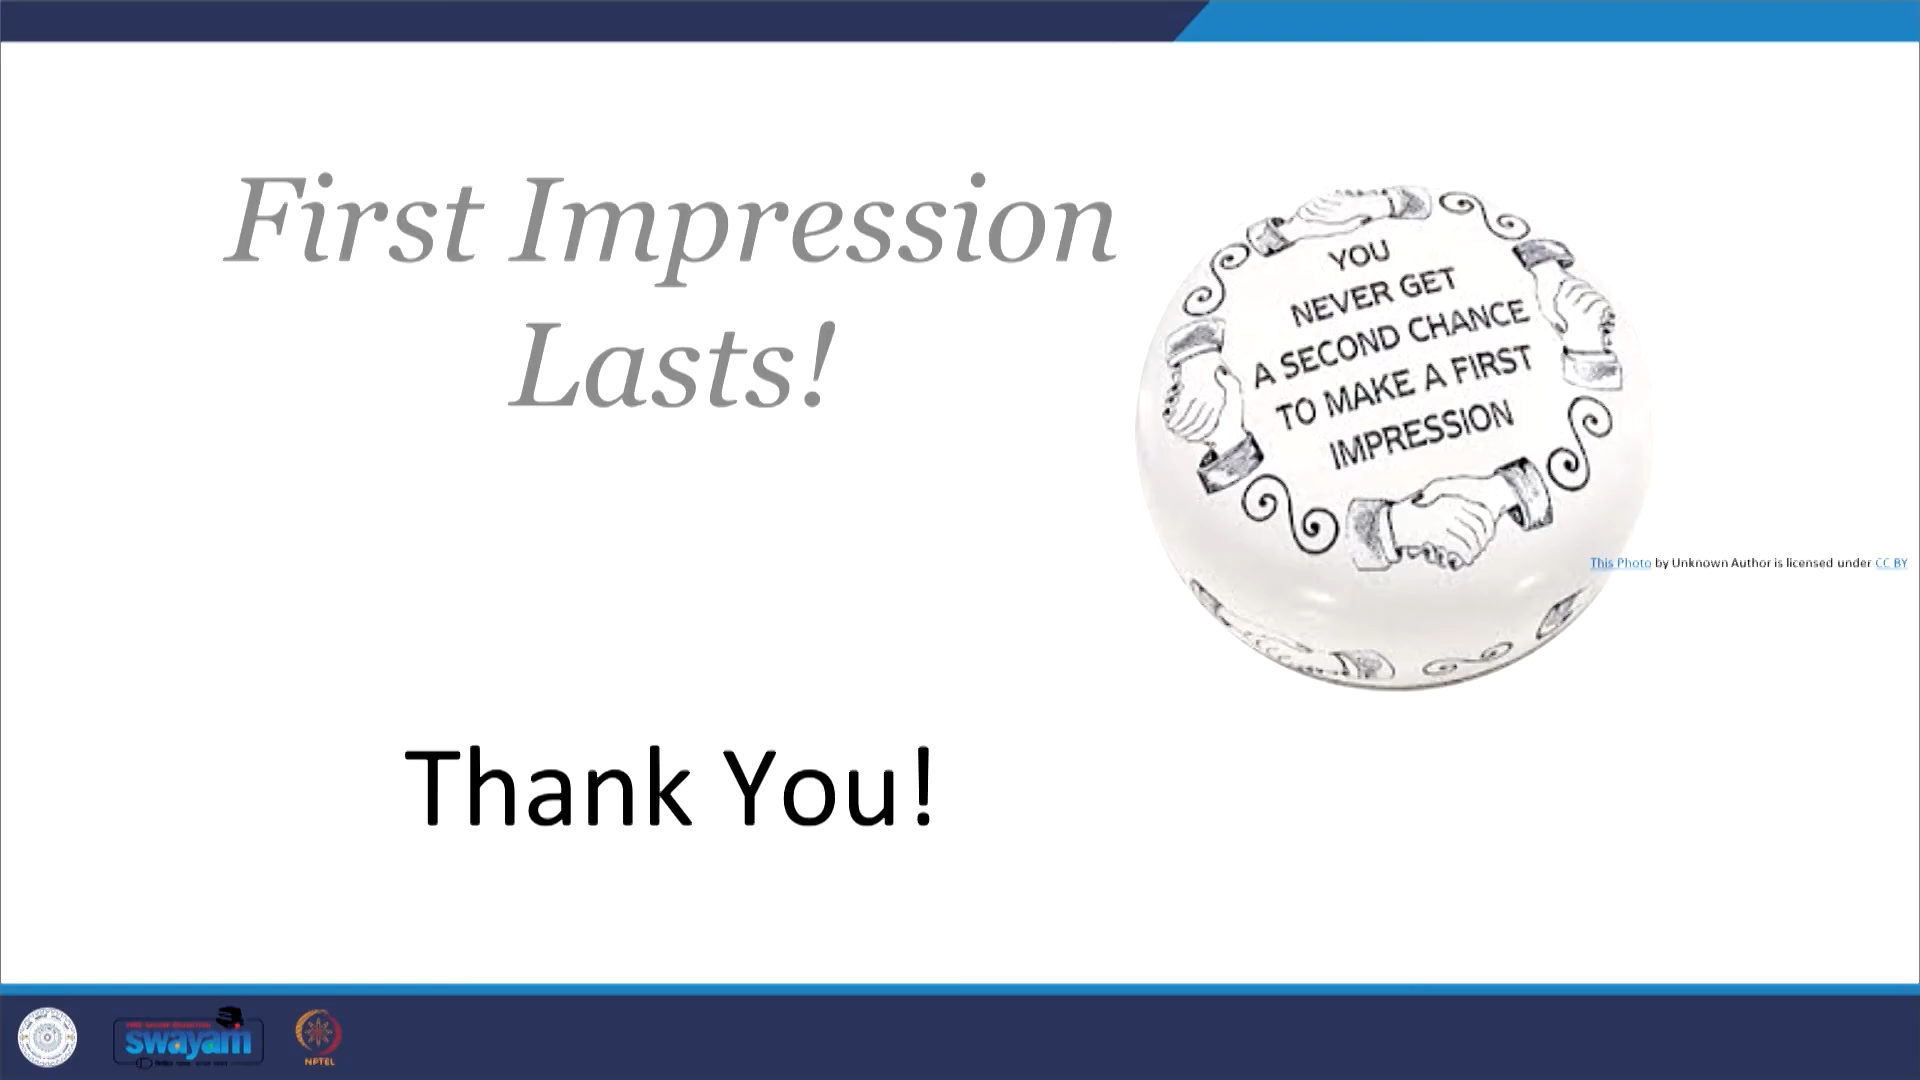 First Impression
Lasts!
YOU
NEVER GET
A SECOND CHANCE
TO MAKE A FIRST
IMPRESSION
This Photo by Unknown Author is licensed under CC BY
Thank You!
swayam
NPTEL